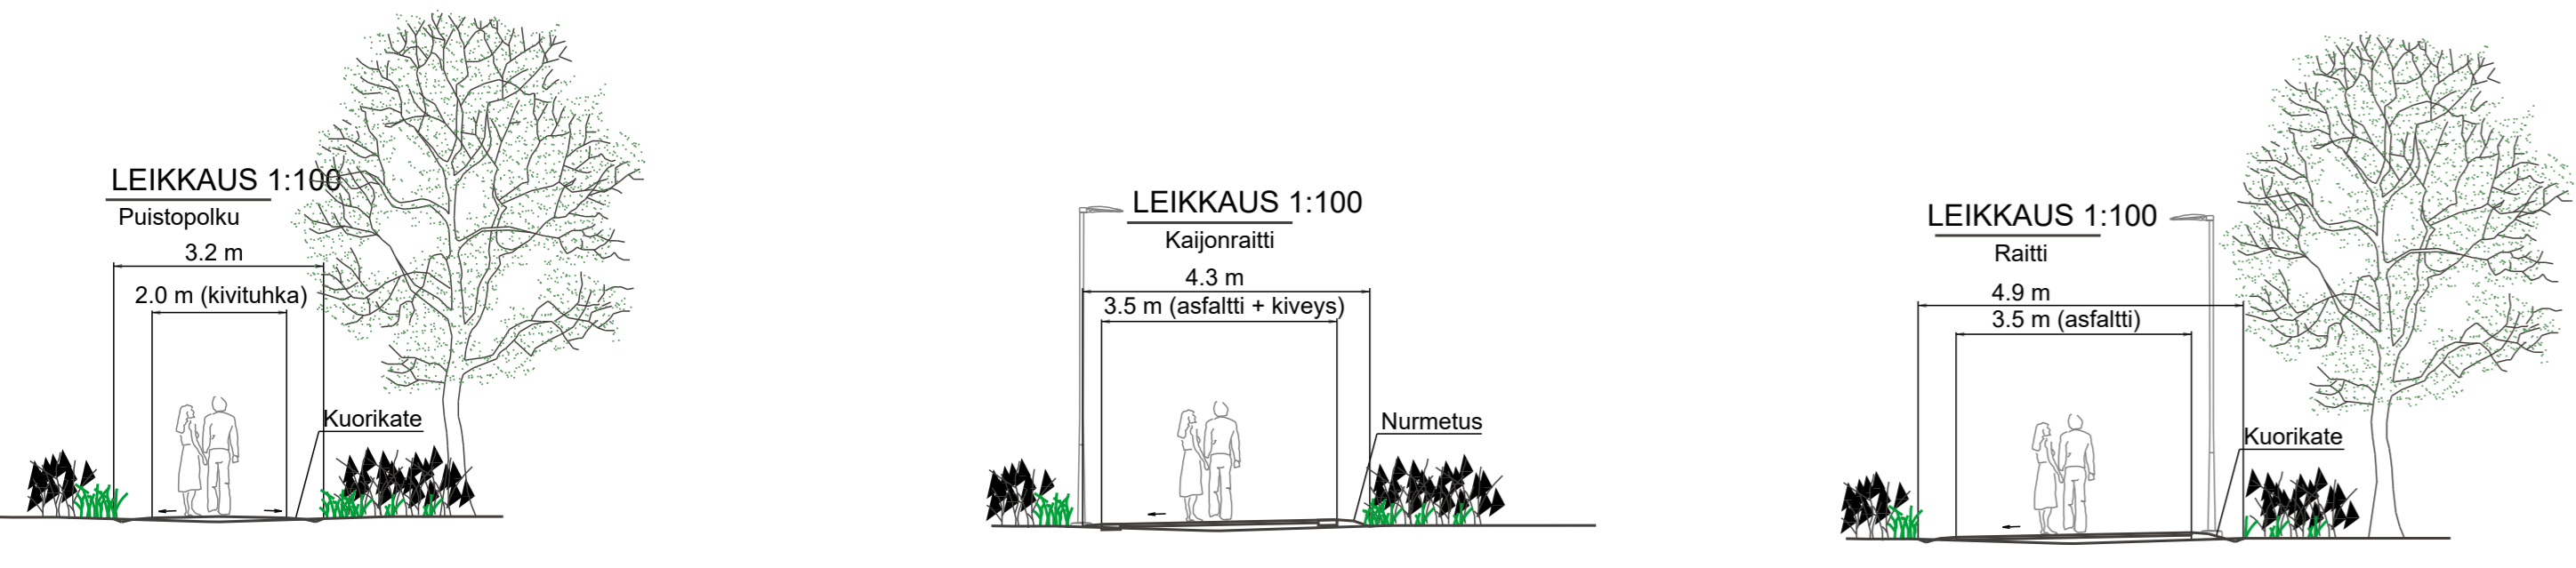 LEIKKAUS 1:100
Puistopolku
3.2 m
2.0 m (kivituhka)
Kuorikate
LEIKKAUS 1:100
Kaijonraitti
4.3 m
3.5 m (asfaltti + kiveys)
Nurmetus
LEIKKAUS 1:100
Raitti
4.9 m
3.5 m (asfaltti)
Kuorikate